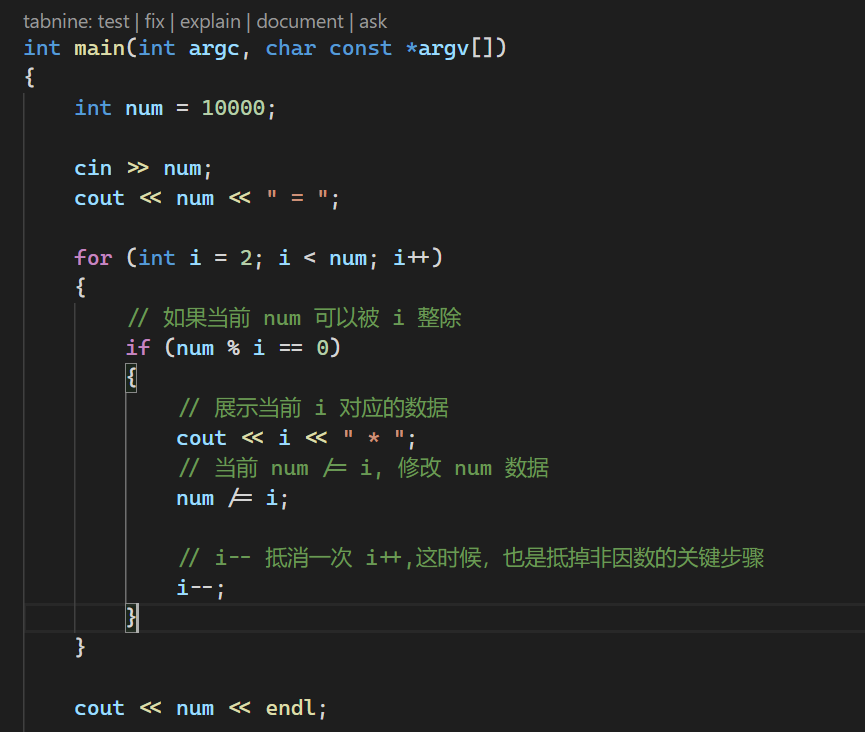 tabnine: test | fix | explain | document | ask
int main(int argc, char const *argv[])
{
    int num = 10000;

    cin >> num;
    cout << num << " = ";

    for (int i = 2; i < num; i++)
    {
        // 如果当前 num 可以被 i 整除
        if (num % i == 0)
        {
            // 展示当前 i 对应的数据
            cout << i << " * ";
            // 当前 num /= i, 修改 num 数据
            num /= i;

            // i-- 抵消一次 i++,这时候，也是抵掉非因数的关键步骤
            i--;
        }
    }

    cout << num << endl;